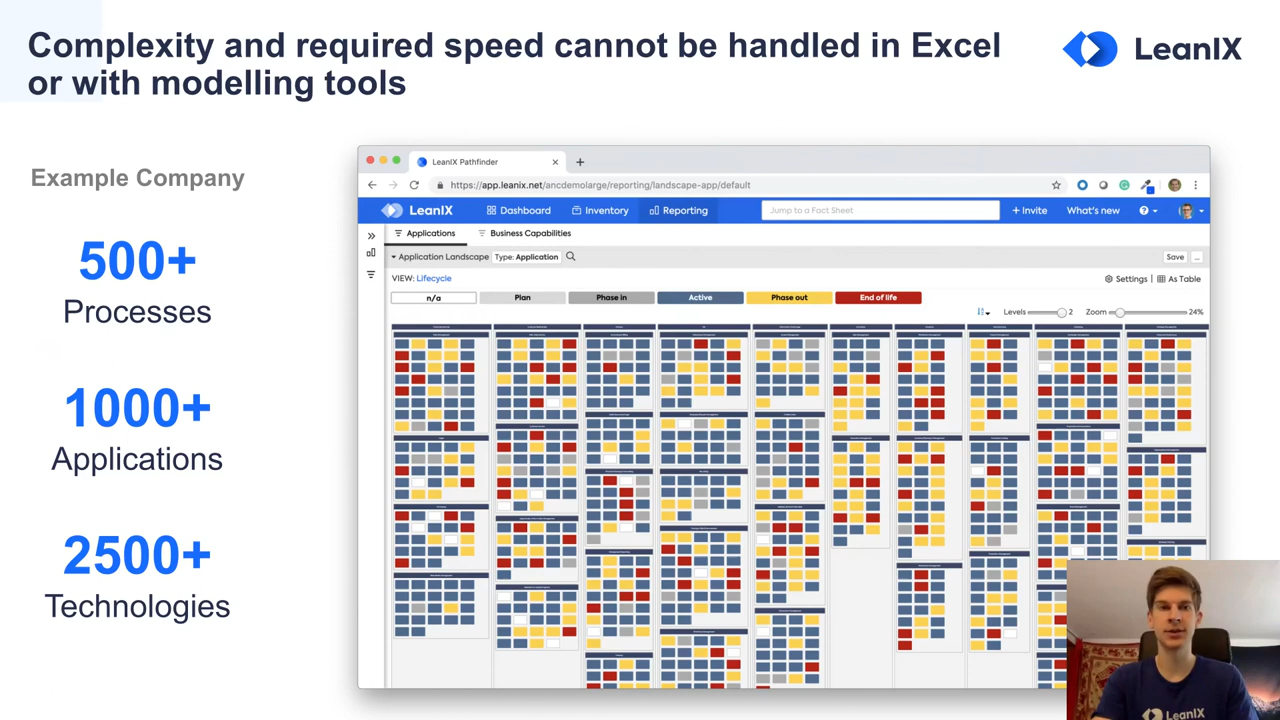 Complexity and required speed cannot be handled in Excel
or with modelling tools
LeanIX
Example Company
500+
Processes
1000+
Applications
2500+
Technologies
LeanIX Pathfinder
https://app.leanix.net/ancdemolarge/reporting/landscape-app/default
LeanIX
Dashboard
Inventory
Reporting
Jump to a Fact Sheet
+ Invite
What's new
Applications
Business Capabilities
Application Landscape
Type: Application
Save
...
VIEW: Lifecycle
Settings
As Table
n/a
Plan
Phase in
Active
Phase out
End of life
Levels
2
Zoom
24%
LeanIX